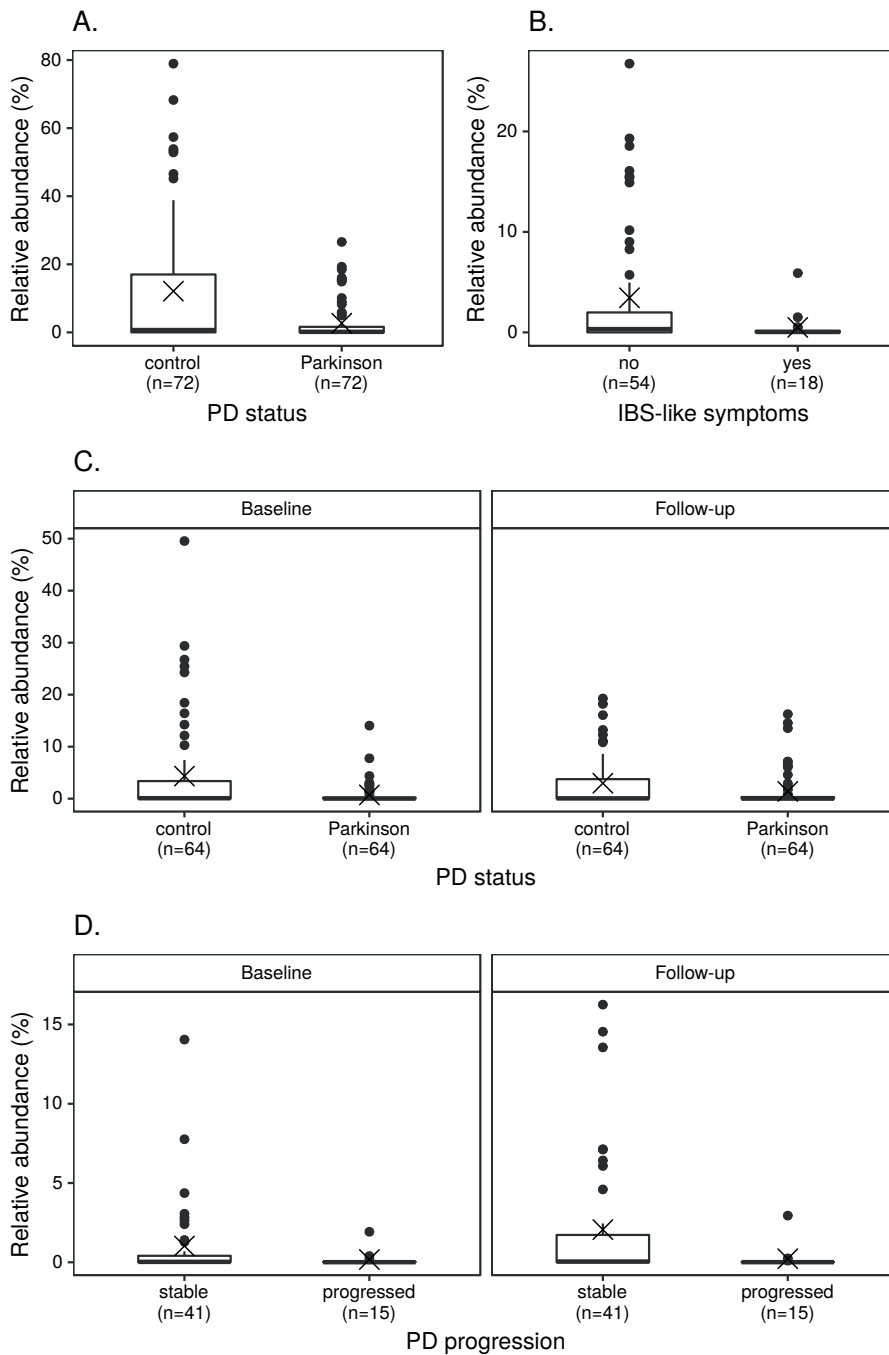 A.
Relative abundance (%)
80
60
40
20
0
control
(n=72)
Parkinson
(n=72)
PD status
B.
Relative abundance (%)
20
10
0
no
(n=54)
yes
(n=18)
IBS-like symptoms
C.
Baseline
Follow-up
Relative abundance (%)
50
40
30
20
10
0
control
(n=64)
Parkinson
(n=64)
control
(n=64)
Parkinson
(n=64)
PD status
D.
Baseline
Follow-up
Relative abundance (%)
15
10
5
0
stable
(n=41)
progressed
(n=15)
stable
(n=41)
progressed
(n=15)
PD progression